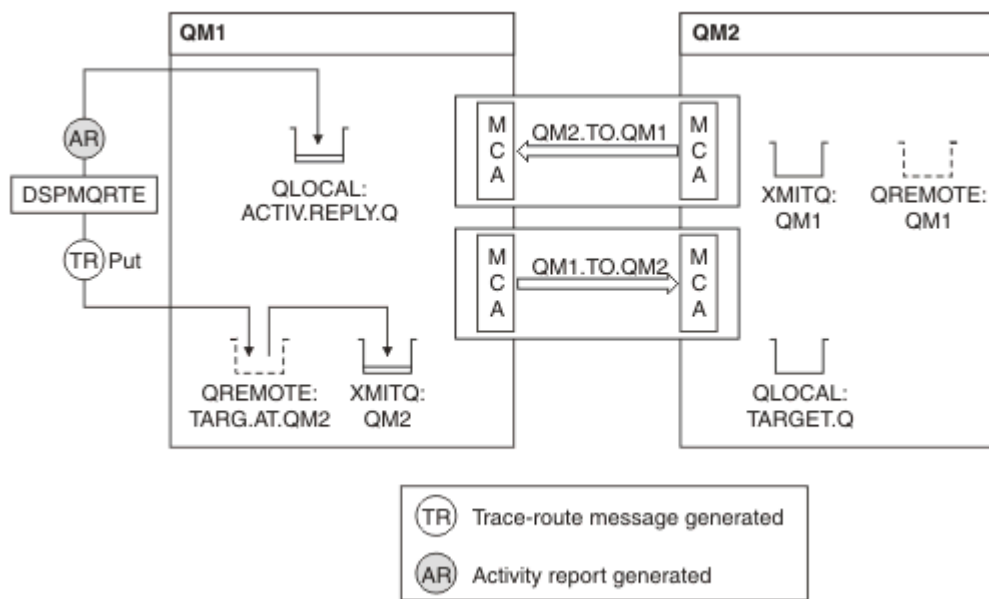 QM1
QM2
AR
DSPMQRTE
TR Put
QLOCAL:
ACTIV.REPLY.Q
QREMOTE:
TARG.AT.QM2
XMITQ:
QM2
M
C
A
QM2.TO.QM1
M
C
A
M
C
A
QM1.TO.QM2
M
C
A
XMITQ:
QM1
QREMOTE:
QM1
QLOCAL:
TARGET.Q
TR Trace-route message generated
AR Activity report generated